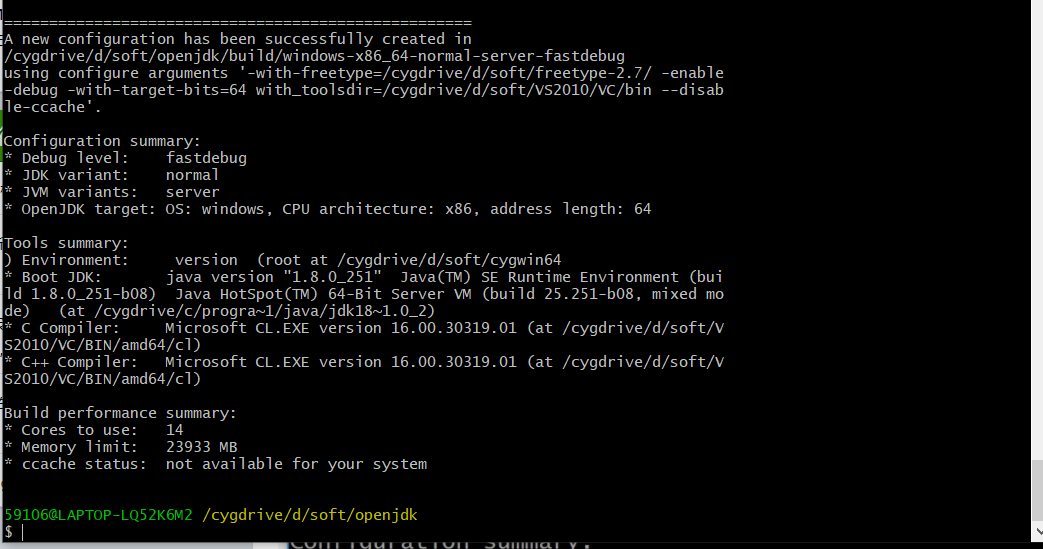 ====================================================
A new configuration has been successfully created in
/cygdrive/d/soft/openjdk/build/windows-x86_64-normal-server-fastdebug
using configure arguments '-with-freetype=/cygdrive/d/soft/freetype-2.7/ -enable
-debug -with-target-bits=64 with_toolsdir=/cygdrive/d/soft/VS2010/VC/bin --disab
le-ccache'.
Configuration summary:
* Debug level:    fastdebug
* JDK variant:    normal
* JVM variants:   server
* OpenJDK target: OS: windows, CPU architecture: x86, address length: 64
Tools summary:
) Environment:     version  (root at /cygdrive/d/soft/cygwin64
* Boot JDK:       java version "1.8.0_251"  Java(TM) SE Runtime Environment (bui
ld 1.8.0_251-b08)  Java HotSpot(TM) 64-Bit Server VM (build 25.251-b08, mixed mo
de)   (at /cygdrive/c/progra~1/java/jdk18~1.0_2)
* C Compiler:     Microsoft CL.EXE version 16.00.30319.01 (at /cygdrive/d/soft/V
S2010/VC/BIN/amd64/cl)
* C++ Compiler:   Microsoft CL.EXE version 16.00.30319.01 (at /cygdrive/d/soft/V
S2010/VC/BIN/amd64/cl)
Build performance summary:
* Cores to use:   14
* Memory limit:   23933 MB
* ccache status:  not available for your system
59106@LAPTOP-LQ52K6M2 /cygdrive/d/soft/openjdk
$
Configuration summary: